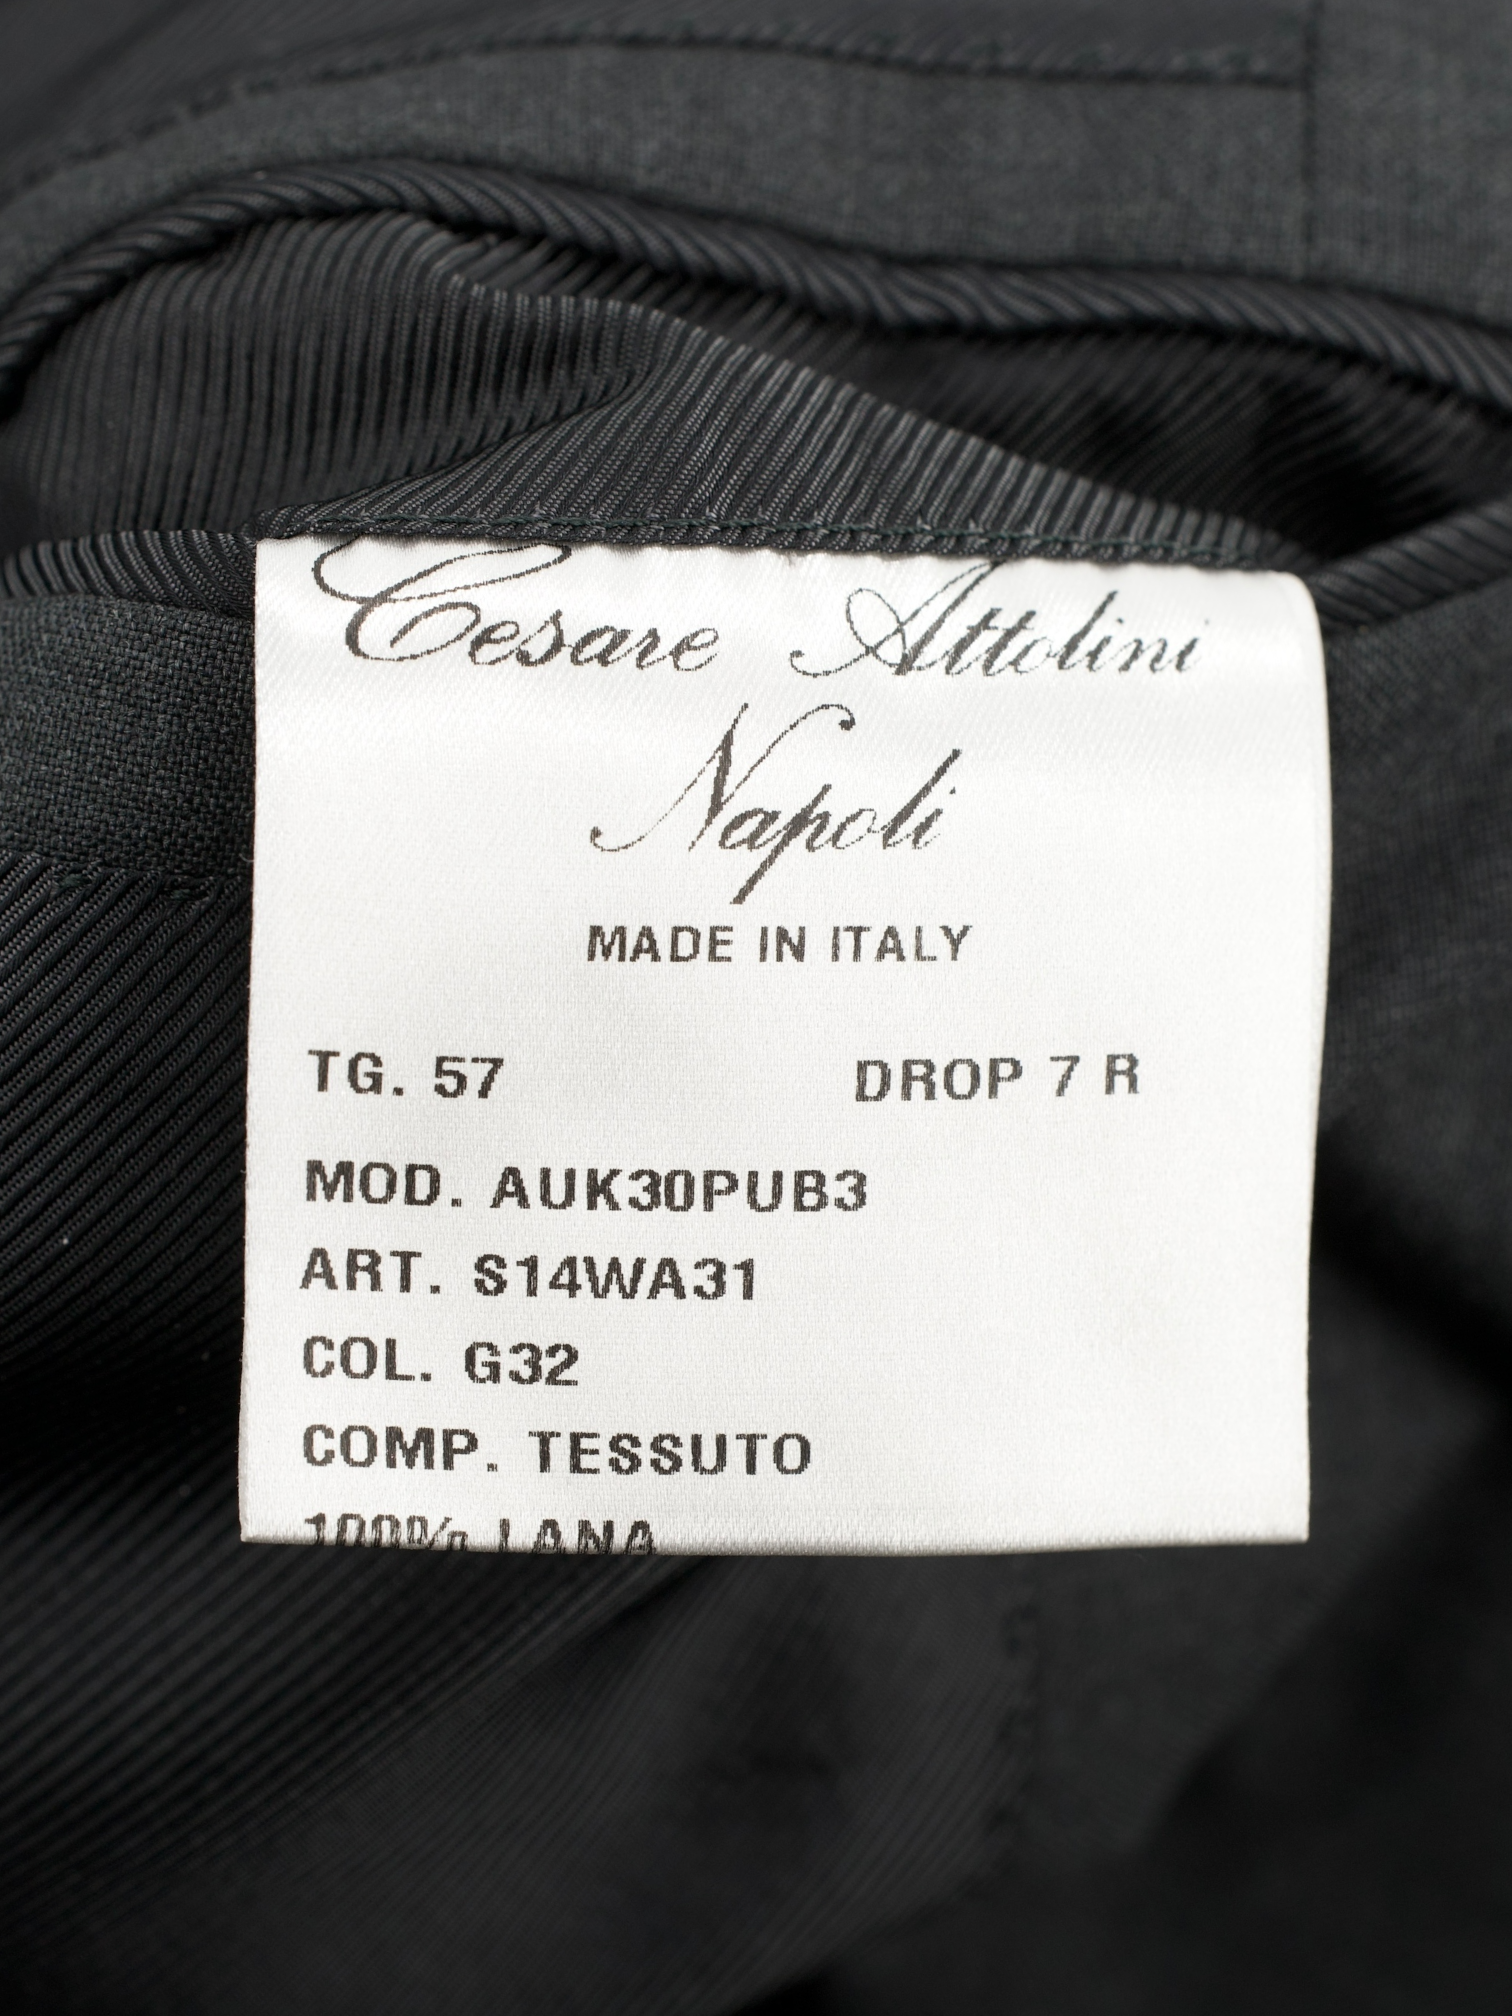 Cesare Attolini
Napoli
MADE IN ITALY
TG. 57 DROP 7 R
MOD. AUK30PUB3
ART. S14WA31
COL. G32
COMP. TESSUTO
100% LANA